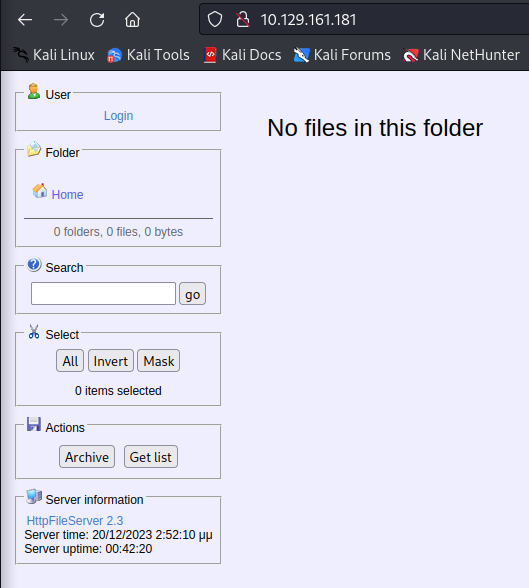 10.129.161.181
Kali Linux Kali Tools Kali Docs Kali Forums Kali NetHunter
User
Login
Folder
Home
0 folders, 0 files, 0 bytes
Search
go
Select
All Invert Mask
0 items selected
Actions
Archive Get list
Server information
HttpFileServer 2.3
Server time: 20/12/2023 2:52:10 μμ
Server uptime: 00:42:20
No files in this folder